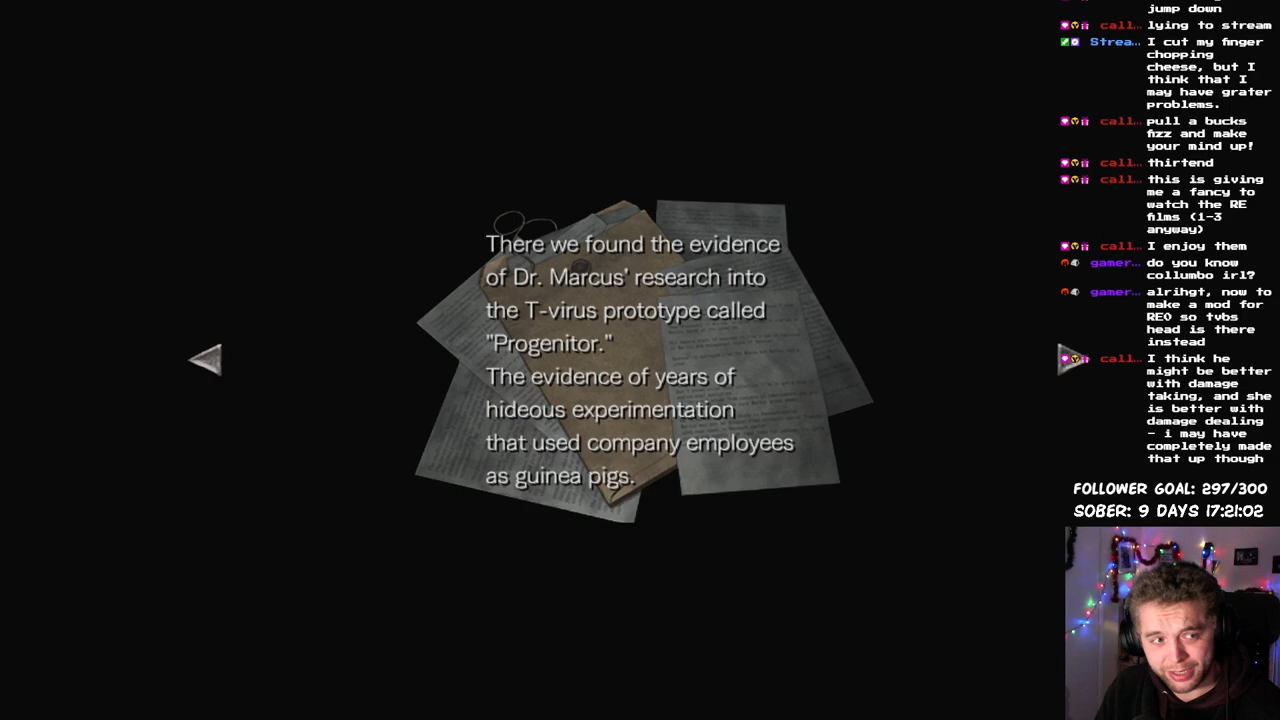 There we found the evidence
of Dr. Marcus' research into
the T-virus prototype called
"Progenitor."
The evidence of years of
hideous experimentation
that used company employees
as guinea pigs.
jump down
call... lying to stream
Strea... I cut my finger
chopping
cheese, but I
think that I
may have grater
problems.
call... pull a bucks
fizz and make
your mind up!
call... thirtend
call... this is giving
me a fancy to
watch the RE
films (1-3
anyway)
call... I enjoy them
gamer... do you know
collumbo irl?
gamer... alrihgt, now to
make a mod for
RE0 so tvbs
head is there
instead
call... I think he
might be better
with damage
taking, and she
is better with
damage dealing
- i may have
completely made
that up though
FOLLOWER GOAL: 297/300
SOBER: 9 DAYS 17:21:02